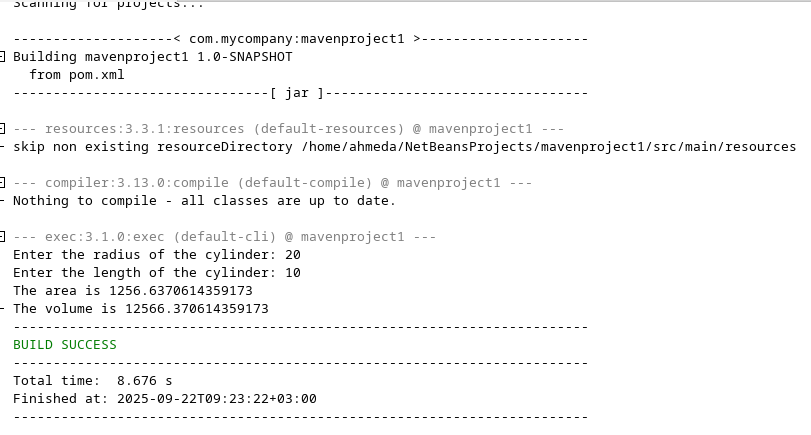 Scanning for projects...
--------------------< com.mycompany:mavenproject1 >---------------------
Building mavenproject1 1.0-SNAPSHOT
  from pom.xml
--------------------------------[ jar ]---------------------------------
--- resources:3.3.1:resources (default-resources) @ mavenproject1 ---
skip non existing resourceDirectory /home/ahmeda/NetBeansProjects/mavenproject1/src/main/resources
--- compiler:3.13.0:compile (default-compile) @ mavenproject1 ---
Nothing to compile - all classes are up to date.
--- exec:3.1.0:exec (default-cli) @ mavenproject1 ---
Enter the radius of the cylinder: 20
Enter the length of the cylinder: 10
The area is 1256.6370614359173
The volume is 12566.370614359173
------------------------------------------------------------------------
BUILD SUCCESS
------------------------------------------------------------------------
Total time:  8.676 s
Finished at: 2025-09-22T09:23:22+03:00
------------------------------------------------------------------------